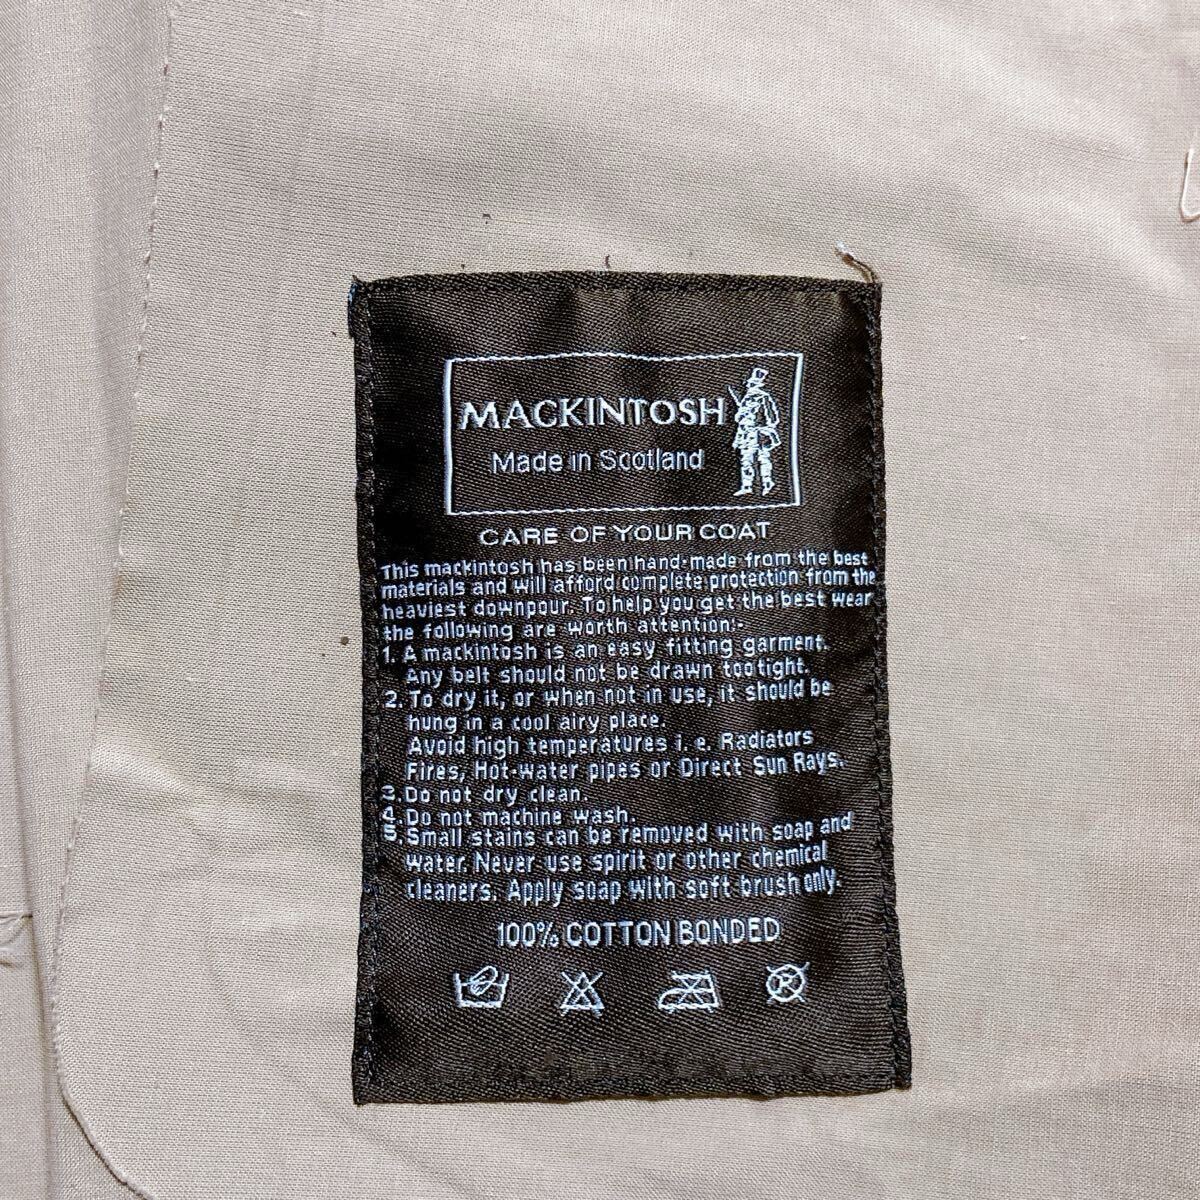 MACKINTOSH
Made in Scotland
CARE OF YOUR COAT
This mackintosh has been hand-made from the best
materials and will afford complete protection from the
heaviest downpour. To help you get the best wear
the following are worth attention:-
1. A mackintosh is an easy fitting garment.
Any belt should not be drawn too tight.
2. To dry it, or when not in use, it should be
hung in a cool airy place.
Avoid high temperatures i. e. Radiators
Fires, Hot-water pipes or Direct Sun Rays.
3. Do not dry clean.
4. Do not machine wash.
5. Small stains can be removed with soap and
water. Never use spirit or other chemical
cleaners. Apply soap with soft brush only.
100% COTTON BONDED
R